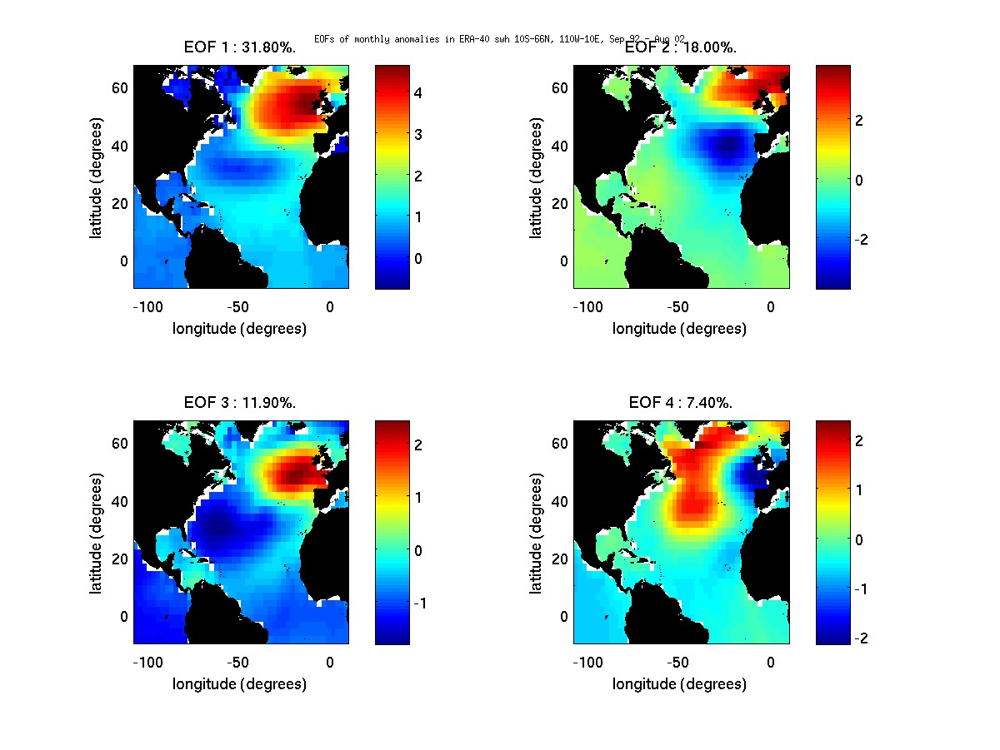 EOFs of monthly anomalies in ERA-40 swh 10S-66N, 110W-10E, Sep 92 - Aug 02
EOF 1 : 31.80%.
EOF 2 : 18.00%.
60
40
20
0
latitude (degrees)
-100 -50 0
longitude (degrees)
4
3
2
1
0
60
40
20
0
latitude (degrees)
-100 -50 0
longitude (degrees)
2
0
-2
EOF 3 : 11.90%.
EOF 4 : 7.40%.
60
40
20
0
latitude (degrees)
-100 -50 0
longitude (degrees)
2
1
0
-1
60
40
20
0
latitude (degrees)
-100 -50 0
longitude (degrees)
2
1
0
-1
-2